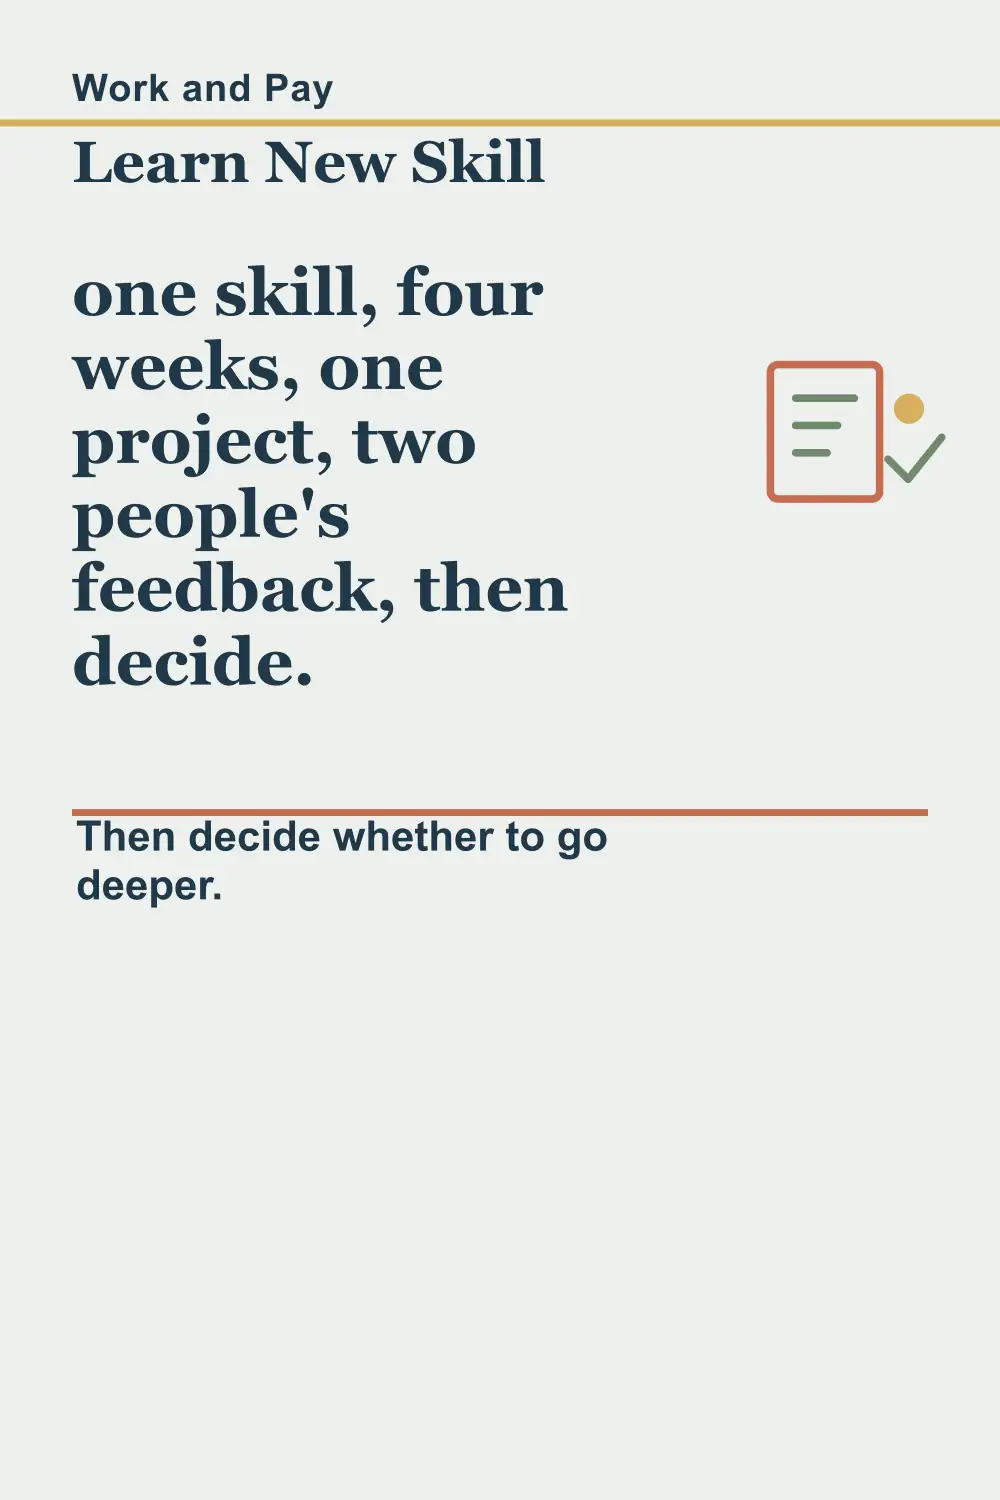 Work and Pay
Learn New Skill
one skill, four
weeks, one
project, two
people's
feedback, then
decide.
Then decide whether to go
deeper.